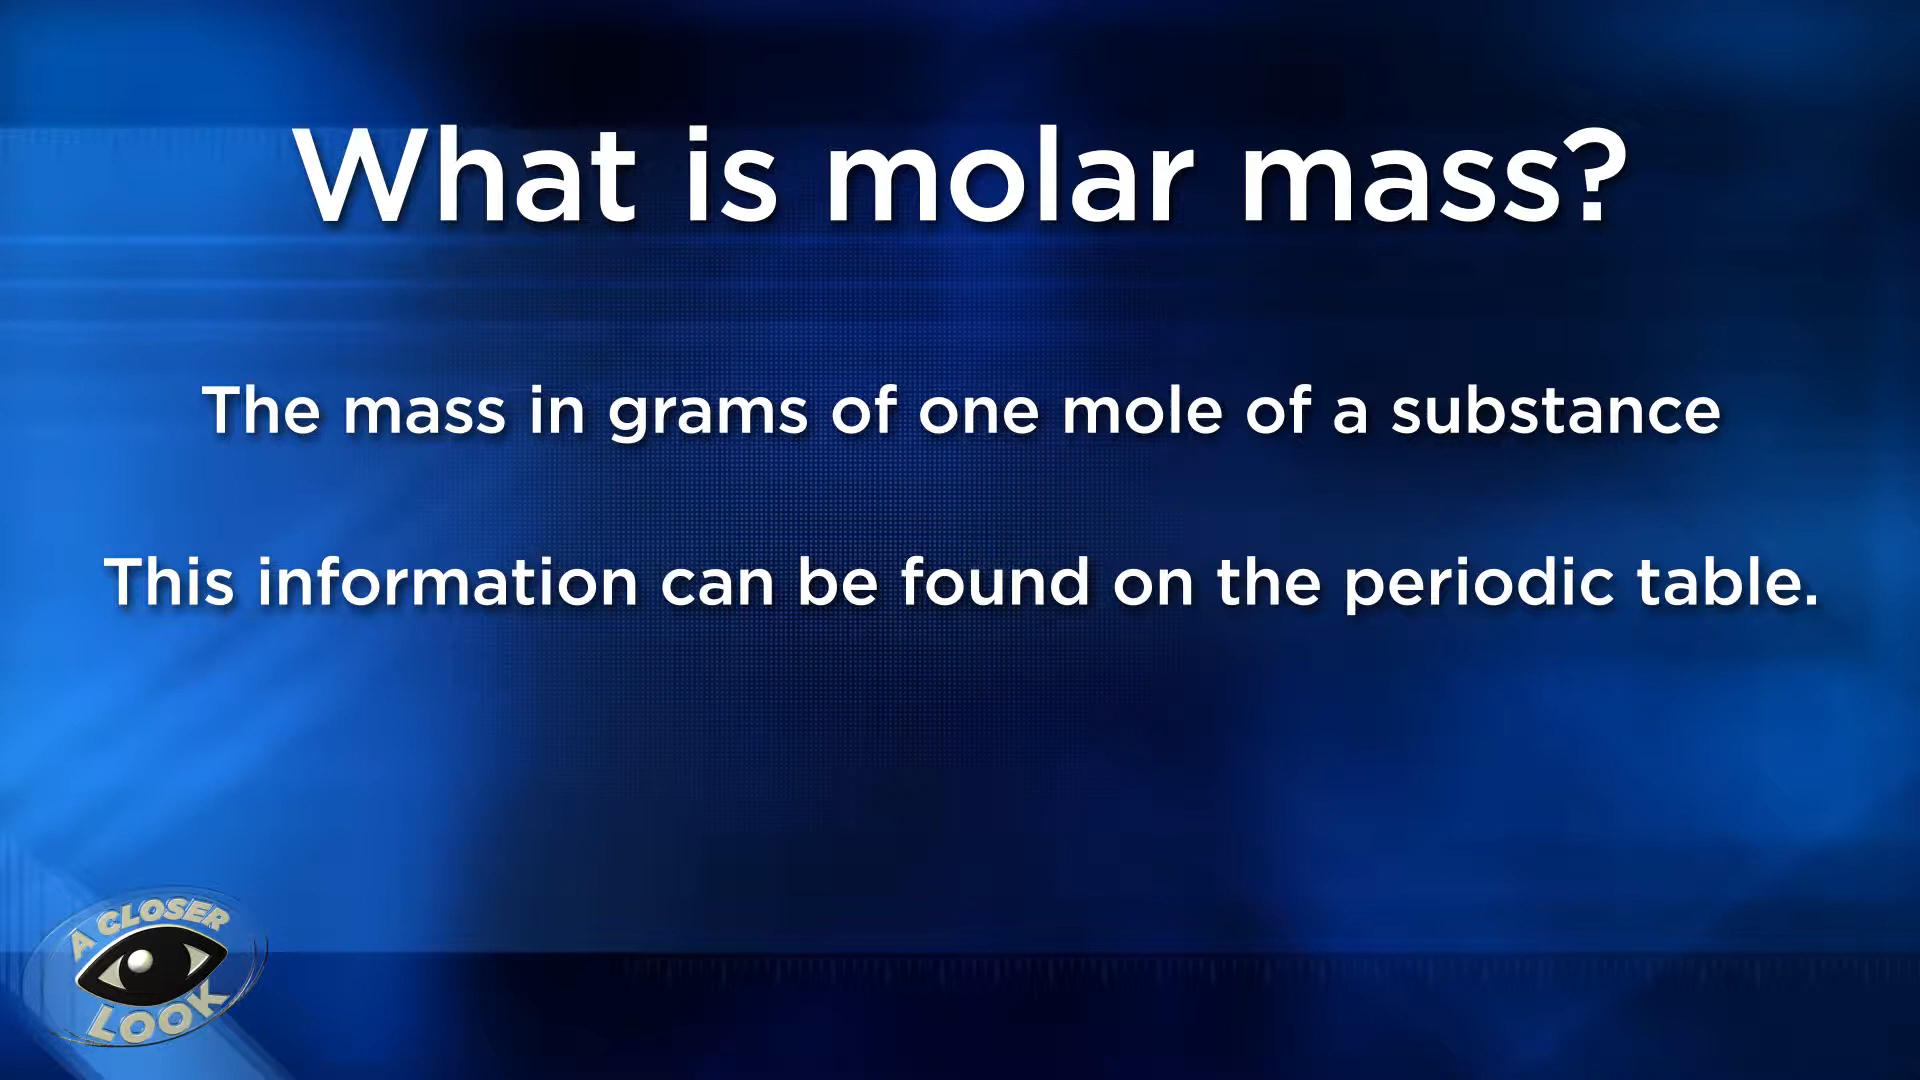 What is molar mass?
The mass in grams of one mole of a substance
This information can be found on the periodic table.
A CLOSER
LOOK